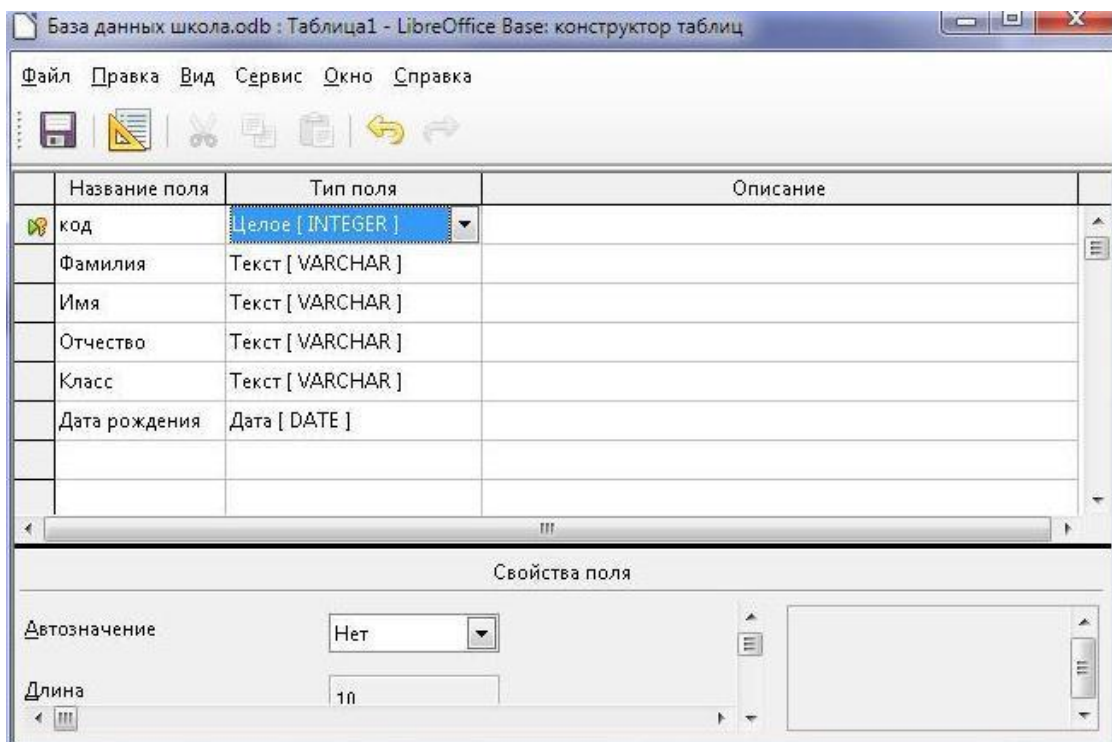 База данных школа.odb : Таблица1 - LibreOffice Base: конструктор таблиц
Файл Правка Вид Сервис Окно Справка
Название поля Тип поля Описание
код Целое [ INTEGER ]
Фамилия Текст [ VARCHAR ]
Имя Текст [ VARCHAR ]
Отчество Текст [ VARCHAR ]
Класс Текст [ VARCHAR ]
Дата рождения Дата [ DATE ]
Свойства поля
Автозначение Нет
Длина 10